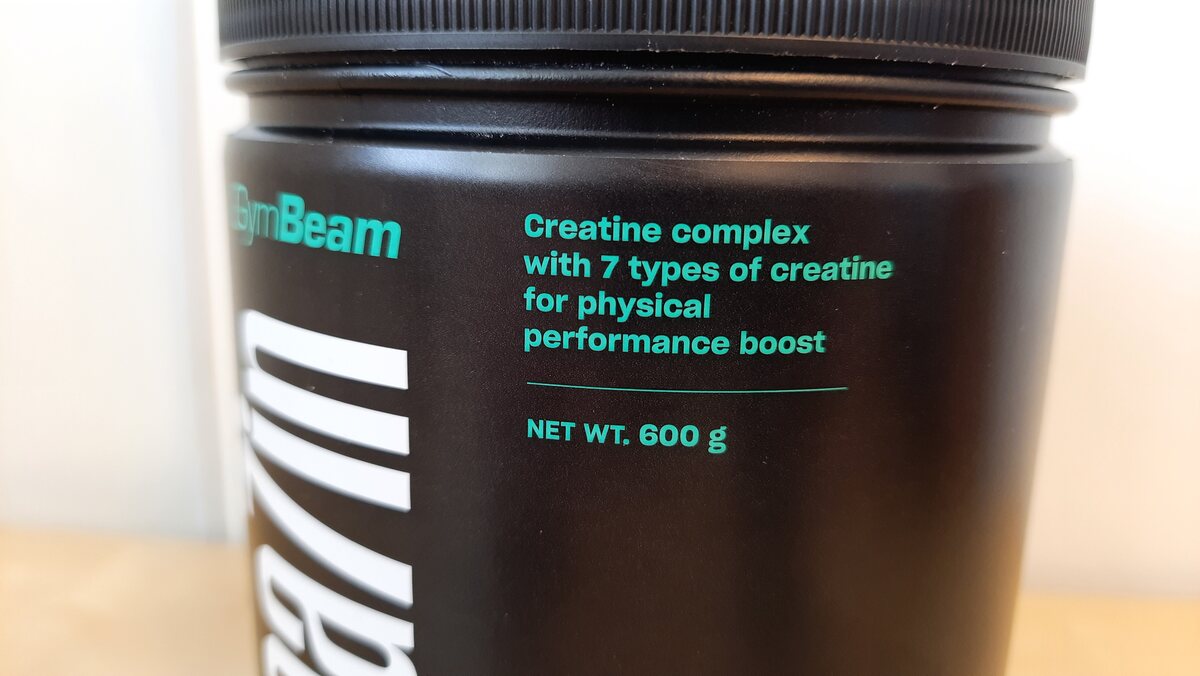 GymBeam
Creatine complex
with 7 types of creatine
for physical
performance boost
NET WT. 600 g